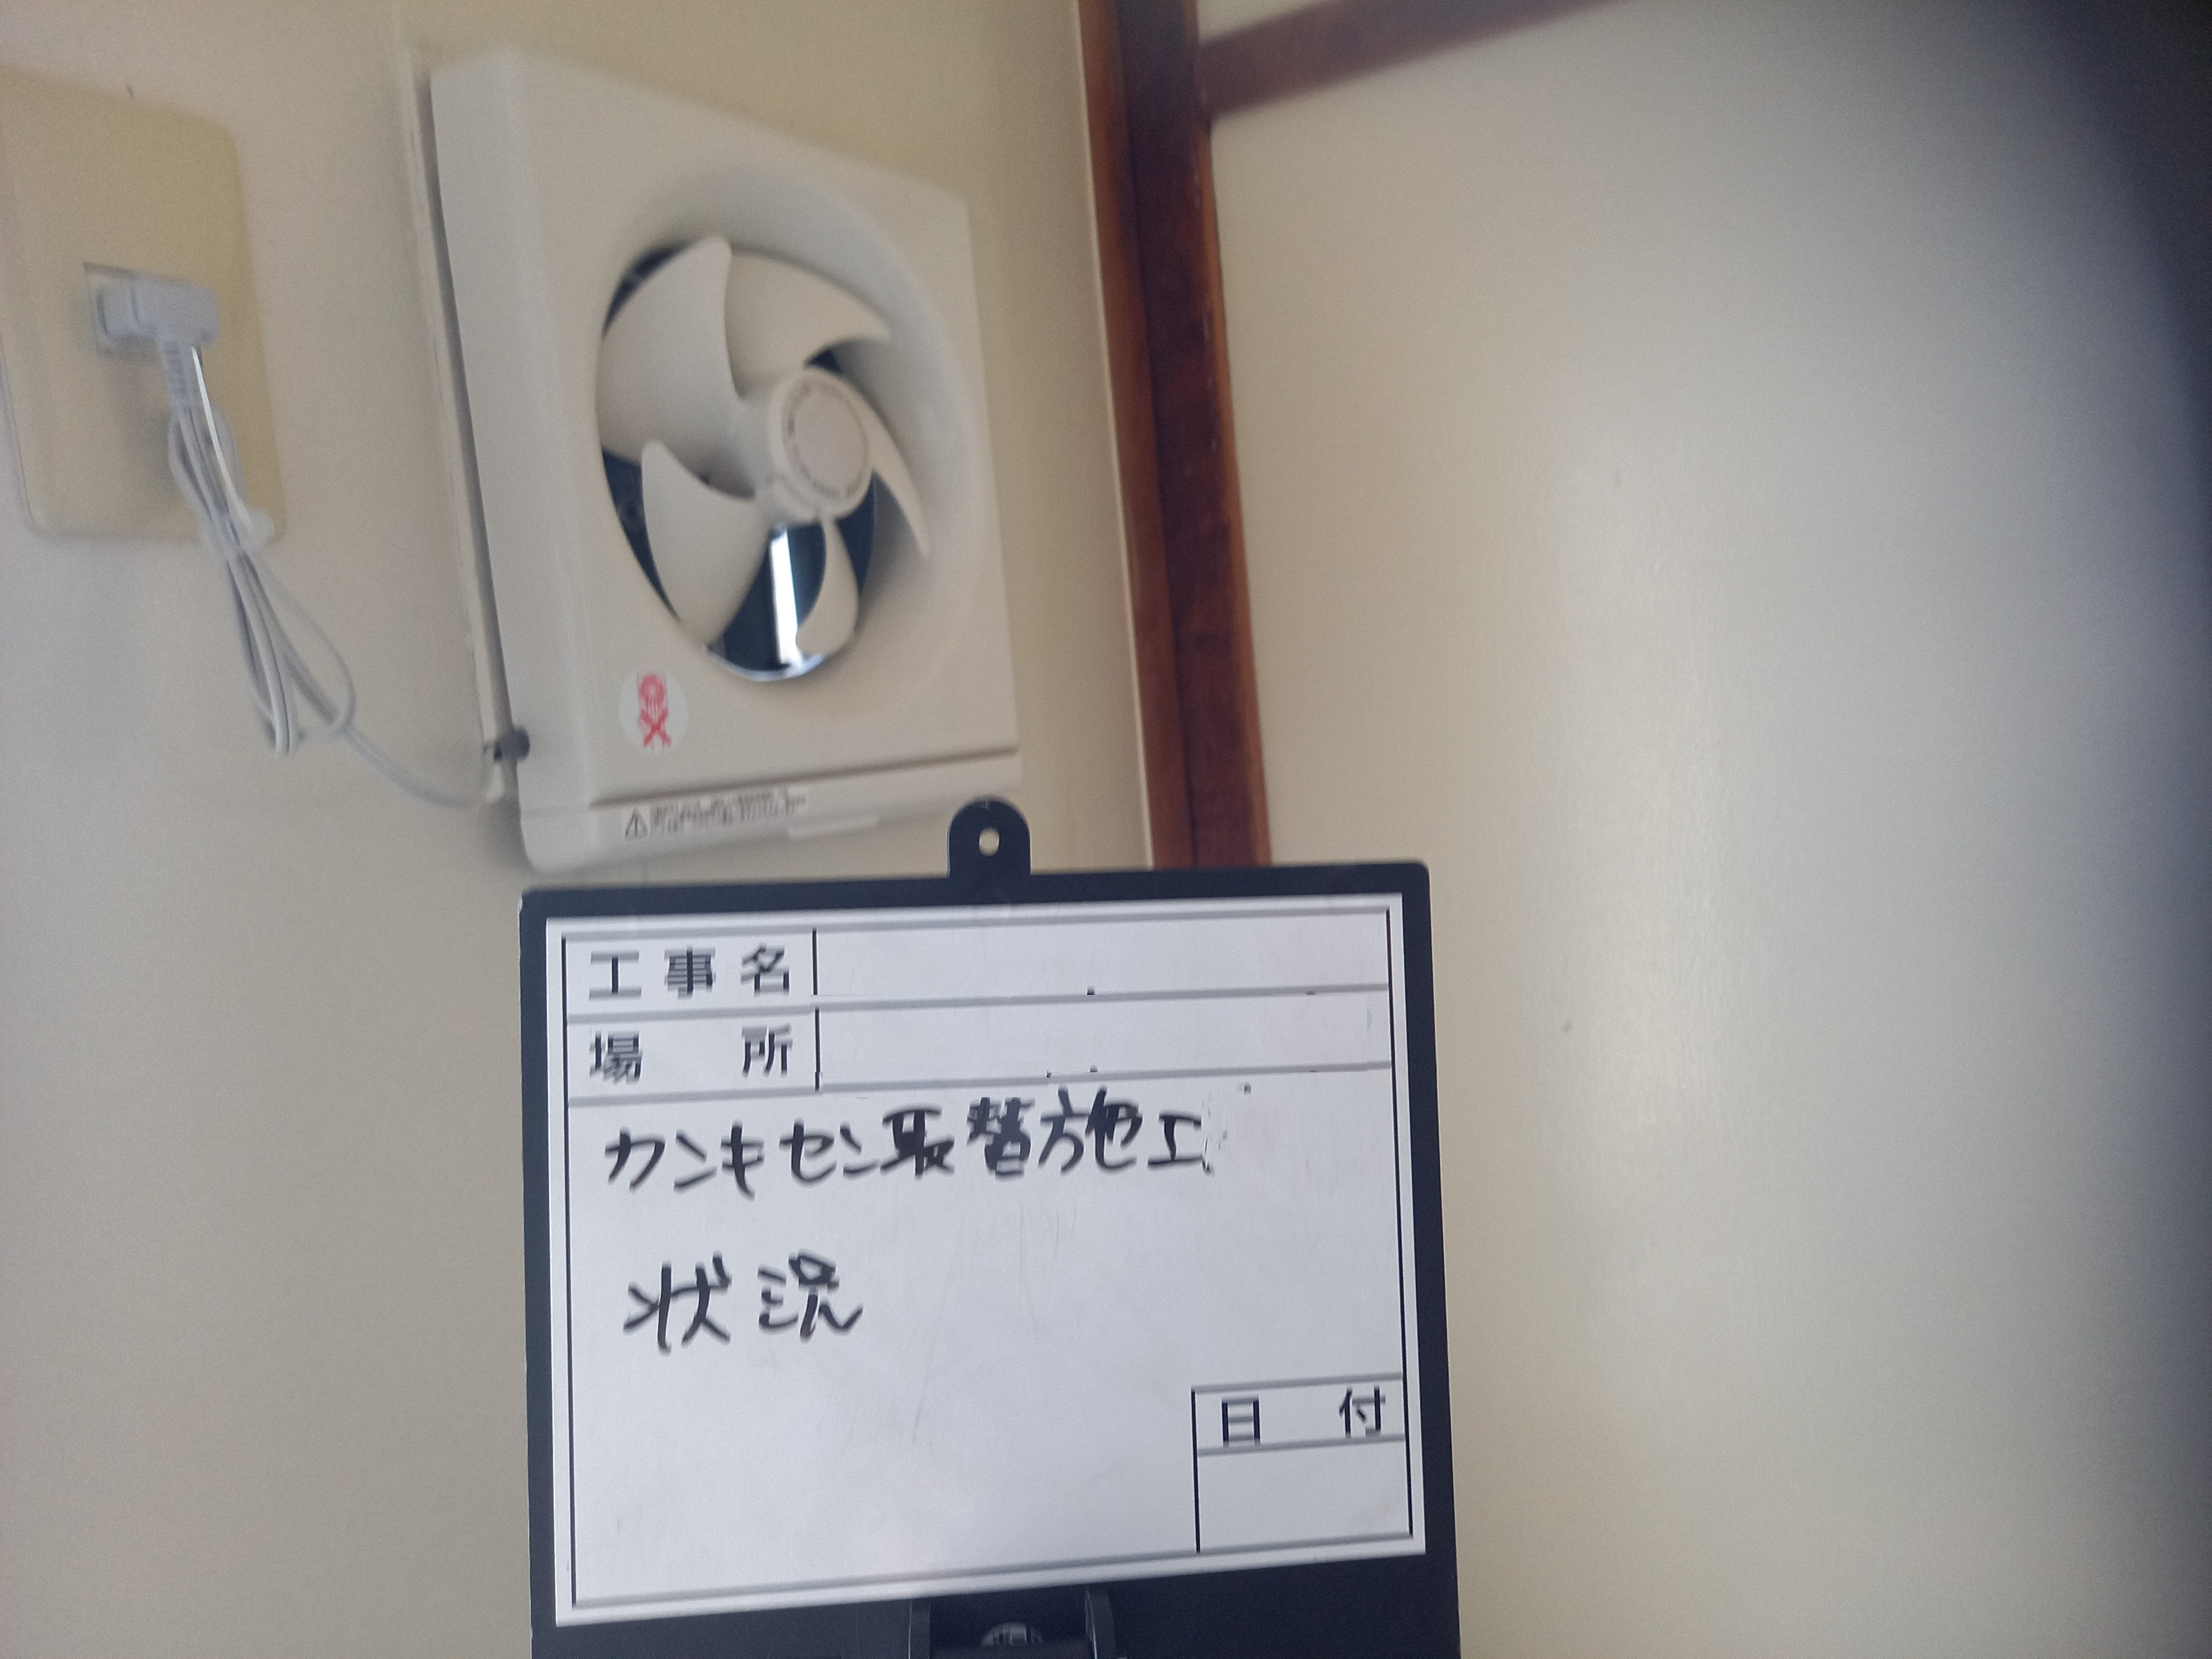 工事名
場所
カンキセン取替施工
状況
日付